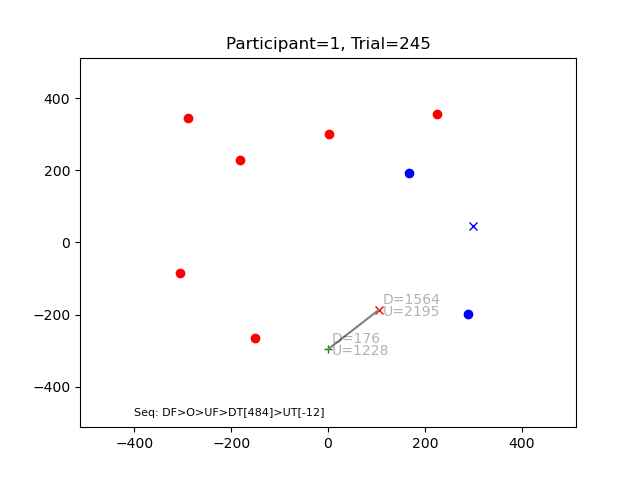 Participant=1, Trial=245
400
200
0
−200
−400
D=1564
U=2195
D=176
U=1228
Seq: DF>O>UF>DT[484]>UT[-12]
−400
−200
0
200
400